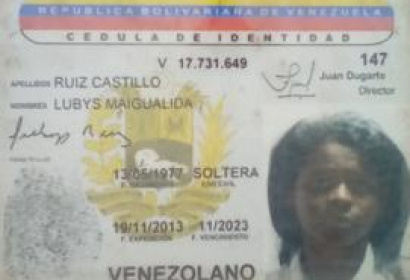 REPUBLICA BOLIVARIANA DE VENEZUELA
CEDULA DE IDENTIDAD
V 17.731.649
147
APELLIDOS RUIZ CASTILLO
Juan Dugarte
Director
NOMBRES LUBYS MAIGUALIDA
13/05/1977 SOLTERA
F. NACIMIENTO EDO CIVIL
19/11/2013 11/2023
F. EXPEDICION F. VENCIMIENTO
VENEZOLANO